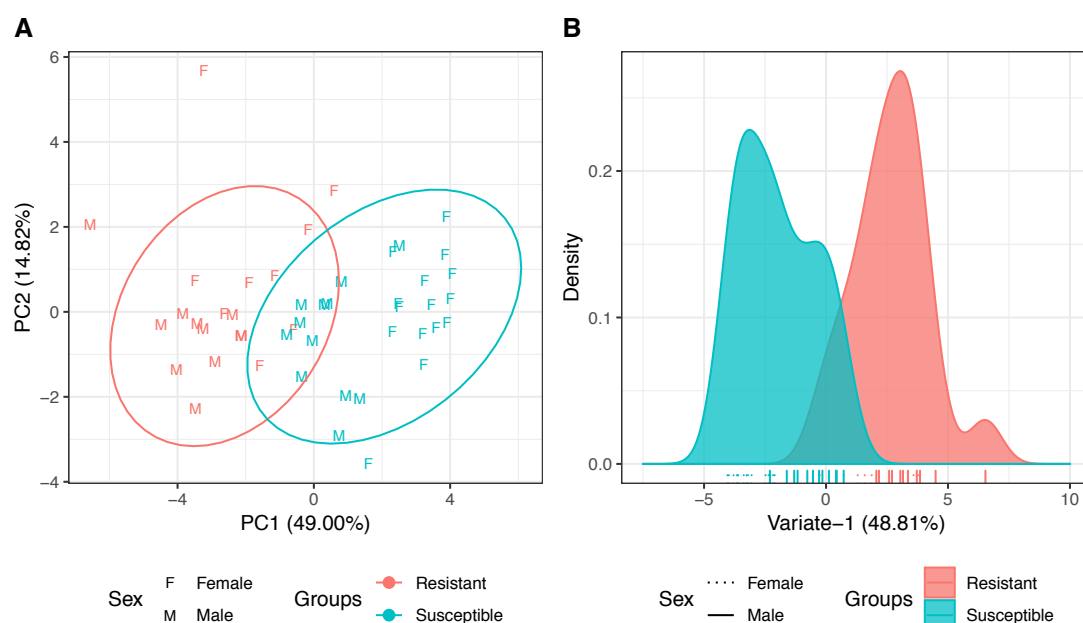 A
B
6
4
2
0
−2
−4
PC2 (14.82%)
F
F
F
M
F
F
F
F
M
F
M
M
M
M
M
F
M
M
M
F
M
F
F
M
F
F
M
F
F
M
M
M
F
F
F
F
M
M
M
F
F
F
F
M
F
M
M
M
M
F
−4
0
4
PC1 (49.00%)
Density
0.2
0.1
0.0
−5
0
5
10
Variate−1 (48.81%)
Sex
F Female
M Male
Groups
Resistant
Susceptible
Sex
Female
Male
Groups
Resistant
Susceptible